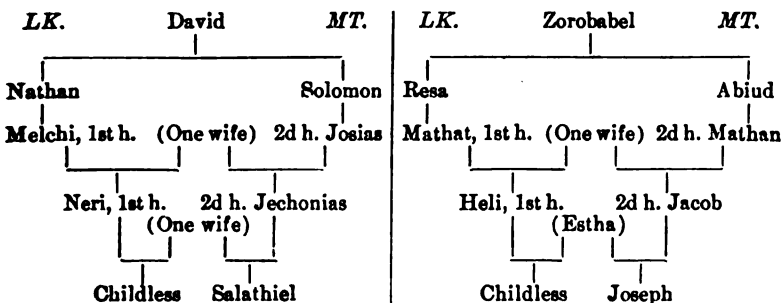 LK. David MT.
Nathan Solomon
Melchi, 1st h. (One wife) 2d h. Josias
Neri, 1st h. 2d h. Jechonias
(One wife)
Childless Salathiel
LK. Zorobabel MT.
Resa Abiud
Mathat, 1st h. (One wife) 2d h. Mathan
Heli, 1st h. 2d h. Jacob
(Estha)
Childless Joseph